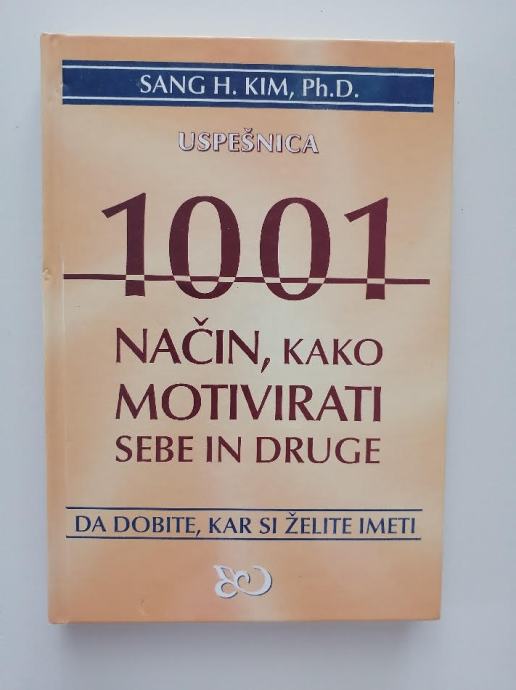 SANG H. KIM, Ph.D.
USPEŠNICA
1001
NAČIN, KAKO
MOTIVIRATI
SEBE IN DRUGE
DA DOBITE, KAR SI ŽELITE IMETI